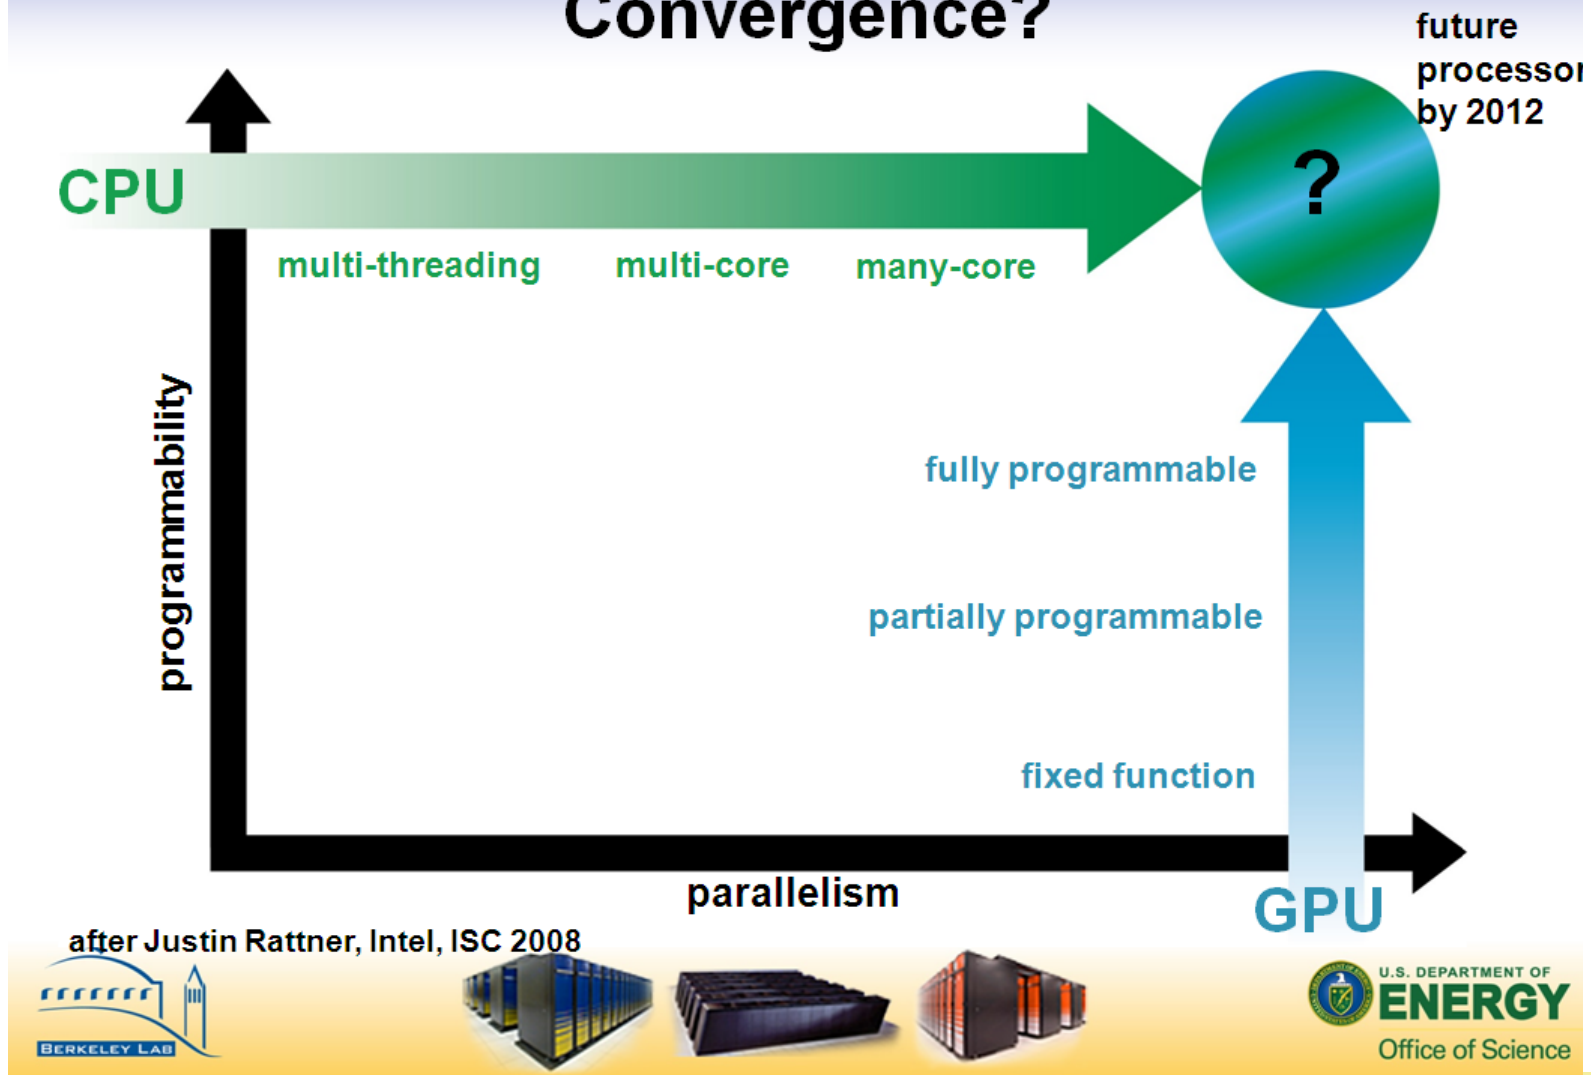 Convergence?
future
processor
by 2012
CPU
?
multi-threading
multi-core
many-core
programmability
fully programmable
partially programmable
fixed function
parallelism
GPU
after Justin Rattner, Intel, ISC 2008
BERKELEY LAB
U.S. DEPARTMENT OF
ENERGY
Office of Science